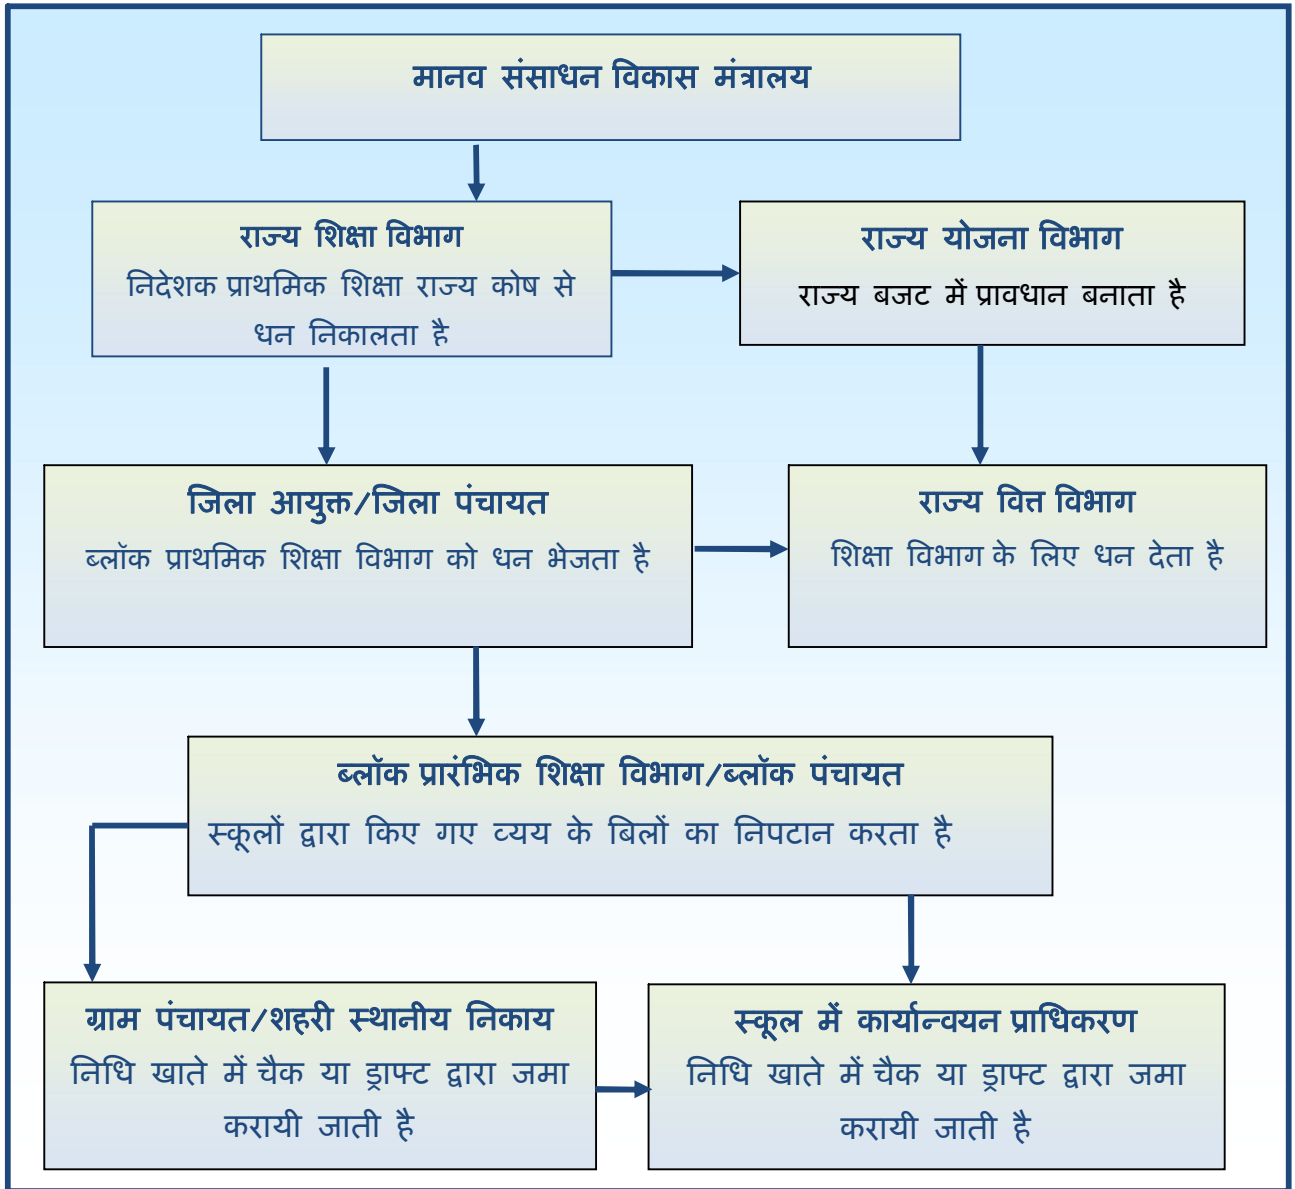 मानव संसाधन विकास मंत्रालय
राज्य शिक्षा विभाग
निदेशक प्राथमिक शिक्षा राज्य कोष से
धन निकालता है
राज्य योजना विभाग
राज्य बजट में प्रावधान बनाता है
जिला आयुक्त/जिला पंचायत
ब्लॉक प्राथमिक शिक्षा विभाग को धन भेजता है
राज्य वित्त विभाग
शिक्षा विभाग के लिए धन देता है
ब्लॉक प्रारंभिक शिक्षा विभाग/ब्लॉक पंचायत
स्कूलों द्वारा किए गए व्यय के बिलों का निपटान करता है
ग्राम पंचायत/शहरी स्थानीय निकाय
निधि खाते में चैक या ड्राफ्ट द्वारा जमा
करायी जाती है
स्कूल में कार्यान्वयन प्राधिकरण
निधि खाते में चैक या ड्राफ्ट द्वारा जमा
करायी जाती है